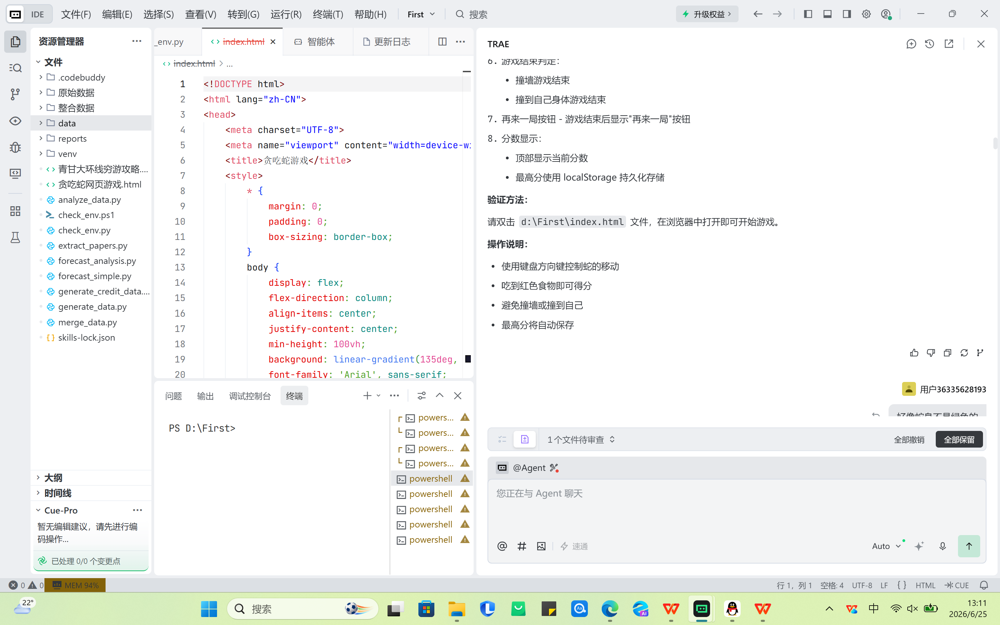 IDE 文件(F) 编辑(E) 选择(S) 查看(V) 转到(G) 运行(R) 终端(T) 帮助(H) First 搜索 升级权益
资源管理器
文件
.codebuddy
原始数据
整合数据
data
reports
venv
青甘大环线穷游攻略....
贪吃蛇网页游戏.html
analyze_data.py
check_env.ps1
check_env.py
extract_papers.py
forecast_analysis.py
forecast_simple.py
generate_credit_data....
generate_data.py
merge_data.py
skills-lock.json
大纲
时间线
Cue-Pro
暂无编辑建议，请先进行编
码操作...
已处理 0/0 个变更点
_env.py index.html 智能体 更新日志
index.html > ...
1 <!DOCTYPE html>
2 <html lang="zh-CN">
3 <head>
4 <meta charset="UTF-8">
5 <meta name="viewport" content="width=device-wi
6 <title>贪吃蛇游戏</title>
7 <style>
8 * {
9 margin: 0;
10 padding: 0;
11 box-sizing: border-box;
12 }
13 body {
14 display: flex;
15 flex-direction: column;
16 align-items: center;
17 justify-content: center;
18 min-height: 100vh;
19 background: linear-gradient(135deg,
20 font-family: 'Arial', sans-serif;
问题 输出 调试控制台 终端
PS D:\First>
powers...
powers...
powers...
powers...
powershell
powershell
powershell
powershell
powershell
TRAE
6. 游戏结束判定：
• 撞墙游戏结束
• 撞到自己身体游戏结束
7. 再来一局按钮 - 游戏结束后显示"再来一局"按钮
8. 分数显示：
• 顶部显示当前分数
• 最高分使用 localStorage 持久化存储
验证方法：
请双击 d:\First\index.html 文件，在浏览器中打开即可开始游戏。
操作说明：
• 使用键盘方向键控制蛇的移动
• 吃到红色食物即可得分
• 避免撞墙或撞到自己
• 最高分将自动保存
用户36335628193
好像蛇身不是绿色的
1 个文件待审查 全部撤销 全部保留
@Agent
您正在与 Agent 聊天
速通 Auto
0 0 MEM 94% 行 1，列 1 空格: 4 UTF-8 LF { } HTML CUE
22° 搜索 Aa AI 中 13:11
2026/6/25